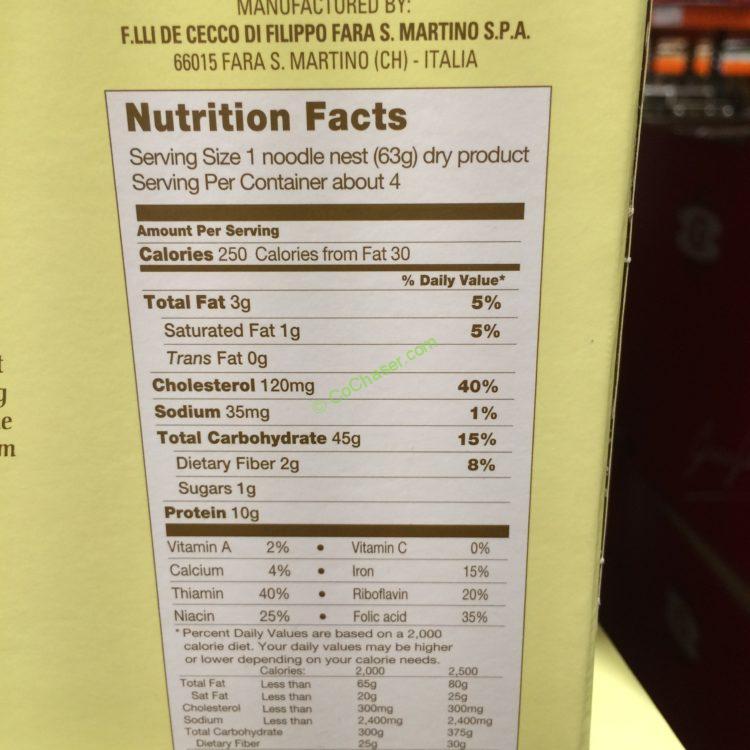 MANUFACTURED BY:
F.LLI DE CECCO DI FILIPPO FARA S. MARTINO S.P.A.
66015 FARA S. MARTINO (CH) - ITALIA
Nutrition Facts
Serving Size 1 noodle nest (63g) dry product
Serving Per Container about 4
Amount Per Serving
Calories 250 Calories from Fat 30
% Daily Value*
Total Fat 3g 5%
Saturated Fat 1g 5%
Trans Fat 0g
© CoChaser.com
Cholesterol 120mg 40%
Sodium 35mg 1%
Total Carbohydrate 45g 15%
Dietary Fiber 2g 8%
Sugars 1g
Protein 10g
Vitamin A 2% • Vitamin C 0%
Calcium 4% • Iron 15%
Thiamin 40% • Riboflavin 20%
Niacin 25% • Folic acid 35%
* Percent Daily Values are based on a 2,000
calorie diet. Your daily values may be higher
or lower depending on your calorie needs.
Calories: 2,000 2,500
Total Fat Less than 65g 80g
Sat Fat Less than 20g 25g
Cholesterol Less than 300mg 300mg
Sodium Less than 2,400mg 2,400mg
Total Carbohydrate 300g 375g
Dietary Fiber 25g 30g